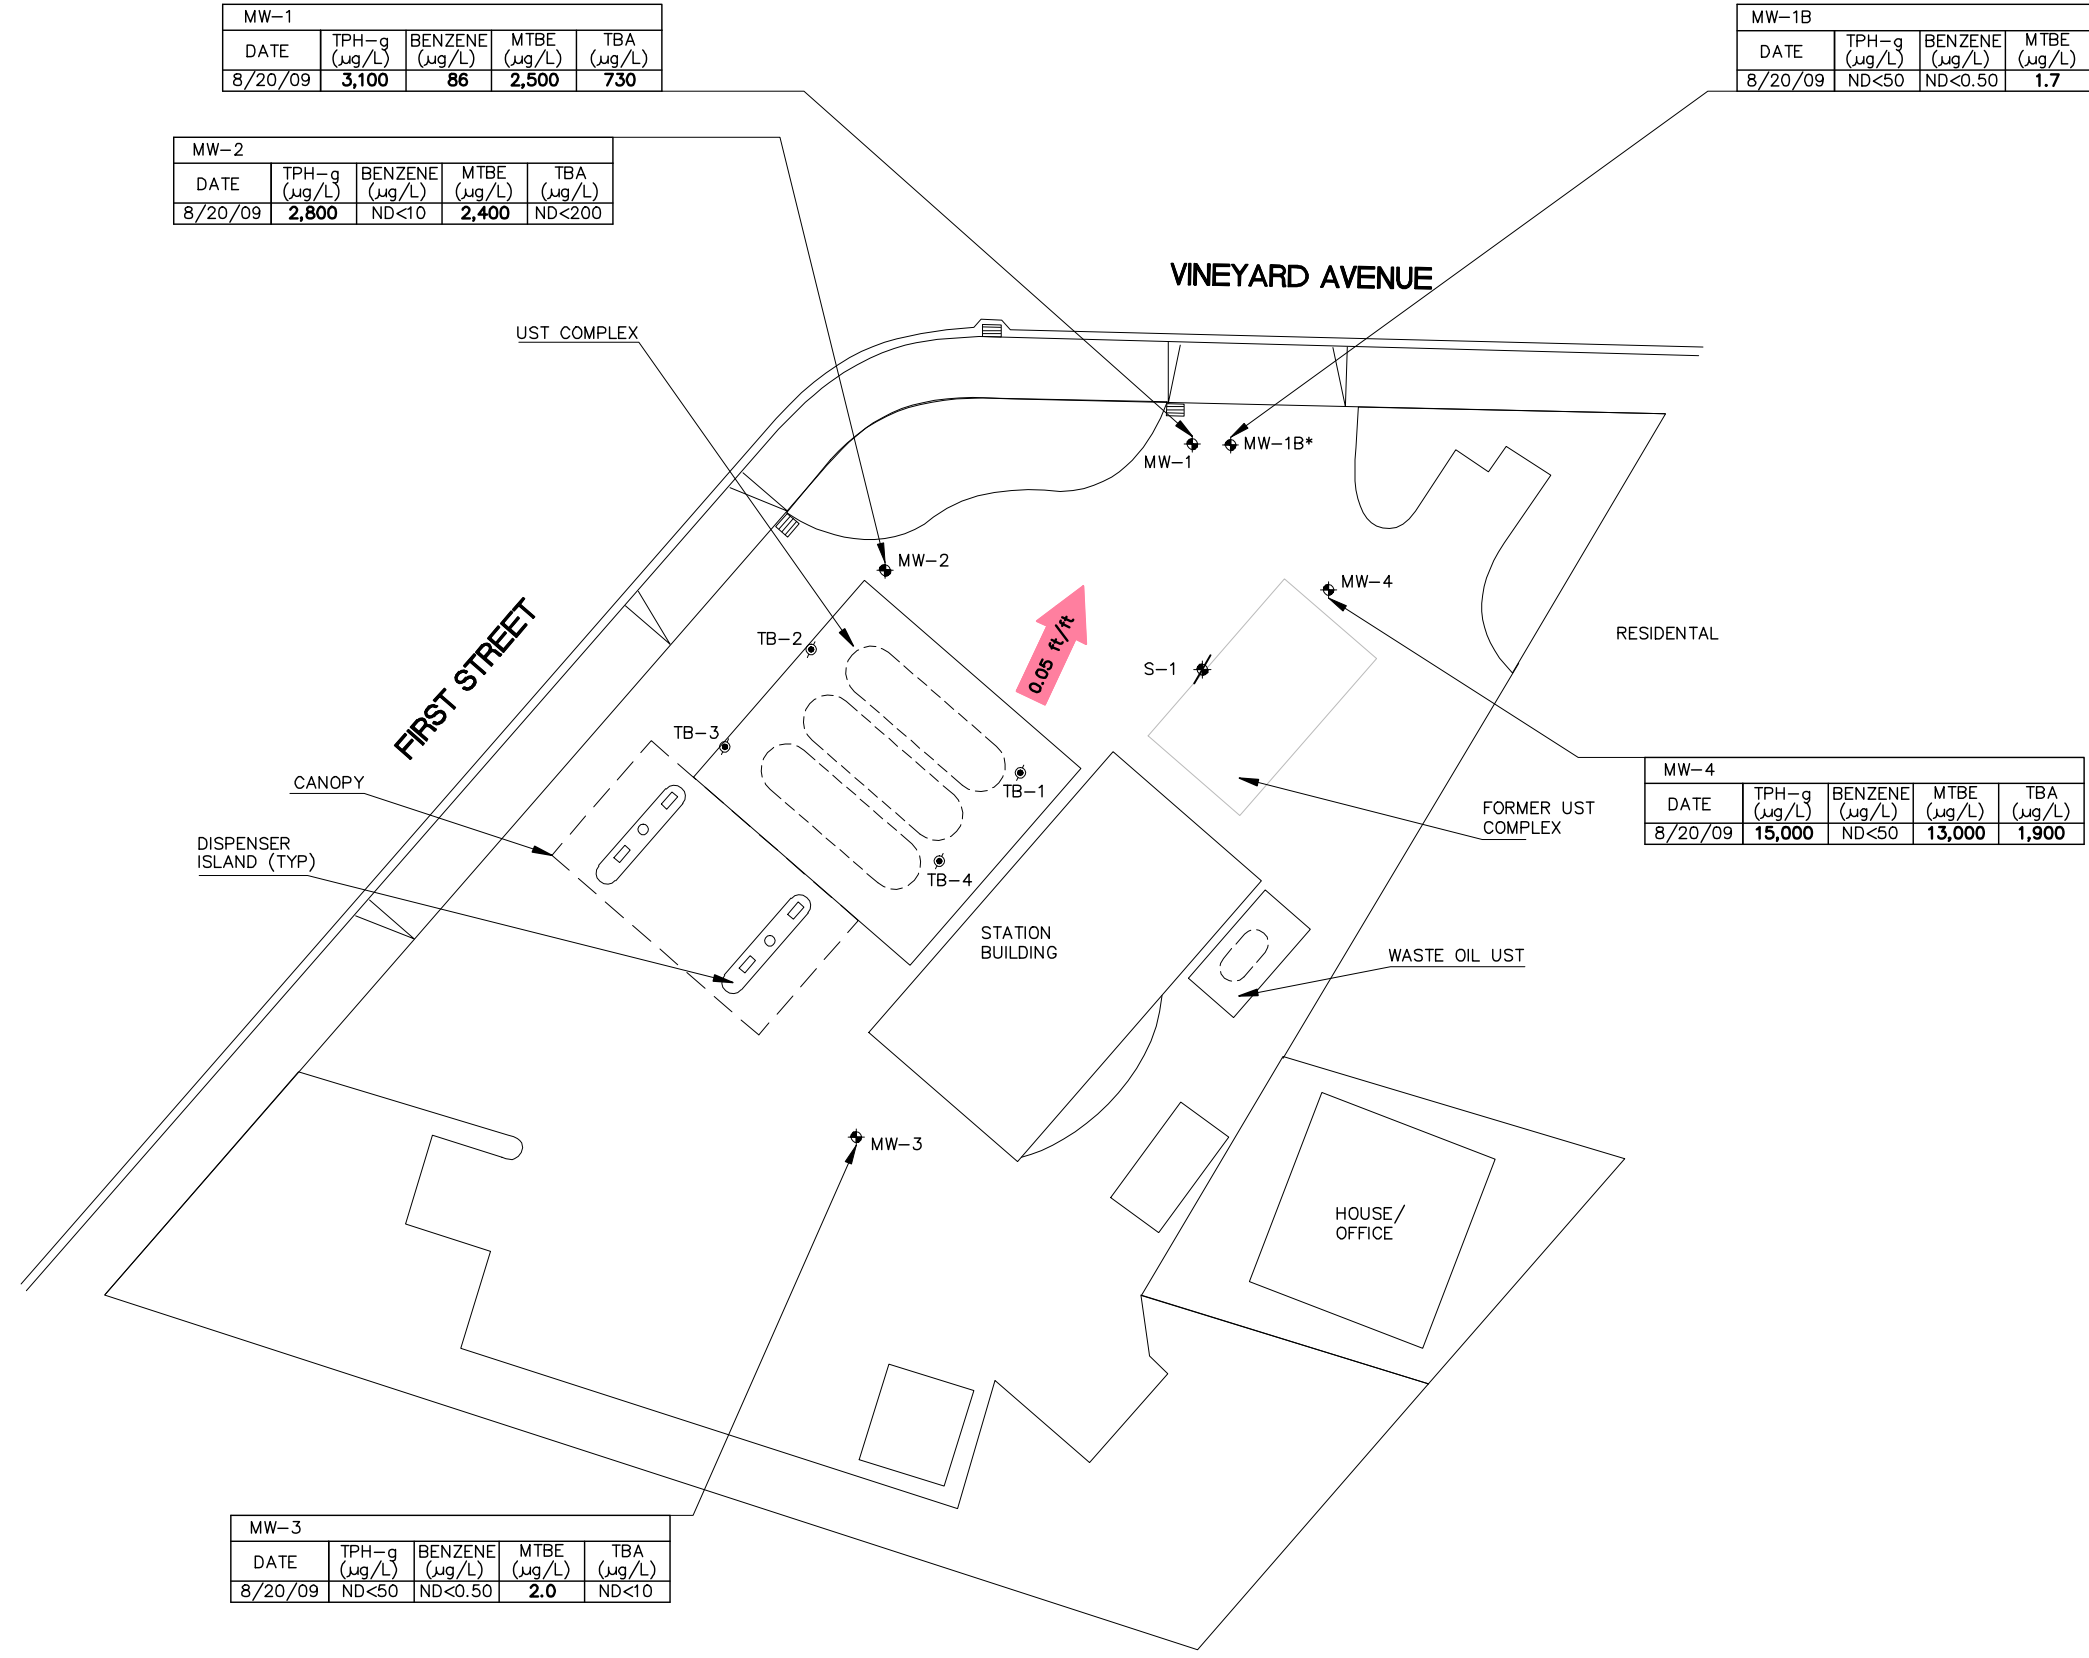 MW-1
DATE TPH-g (µg/L) BENZENE (µg/L) MTBE (µg/L) TBA (µg/L)
8/20/09 3,100 86 2,500 730
MW-1B
DATE TPH-g (µg/L) BENZENE (µg/L) MTBE (µg/L)
8/20/09 ND<50 ND<0.50 1.7
MW-2
DATE TPH-g (µg/L) BENZENE (µg/L) MTBE (µg/L) TBA (µg/L)
8/20/09 2,800 ND<10 2,400 ND<200
VINEYARD AVENUE
UST COMPLEX
MW-1
MW-1B*
MW-2
MW-4
FIRST STREET
TB-2
0.05 ft/ft
RESIDENTAL
S-1
TB-3
CANOPY
TB-1
MW-4
DATE TPH-g (µg/L) BENZENE (µg/L) MTBE (µg/L) TBA (µg/L)
8/20/09 15,000 ND<50 13,000 1,900
FORMER UST
COMPLEX
DISPENSER
ISLAND (TYP)
TB-4
STATION
BUILDING
WASTE OIL UST
MW-3
HOUSE/
OFFICE
MW-3
DATE TPH-g (µg/L) BENZENE (µg/L) MTBE (µg/L) TBA (µg/L)
8/20/09 ND<50 ND<0.50 2.0 ND<10